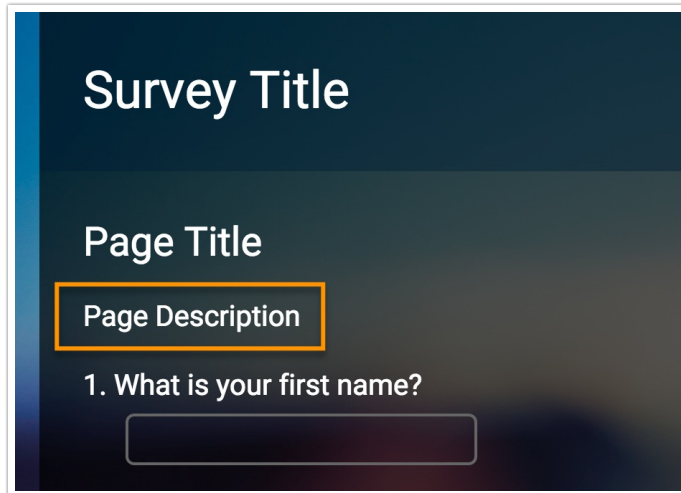 Survey Title
Page Title
Page Description
1. What is your first name?